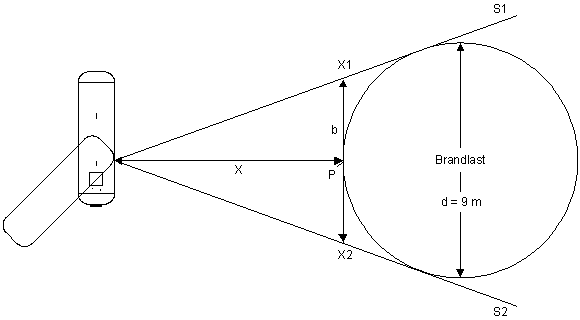 S1
X1
b
Brandlast
X
P
d = 9 m
X2
S2